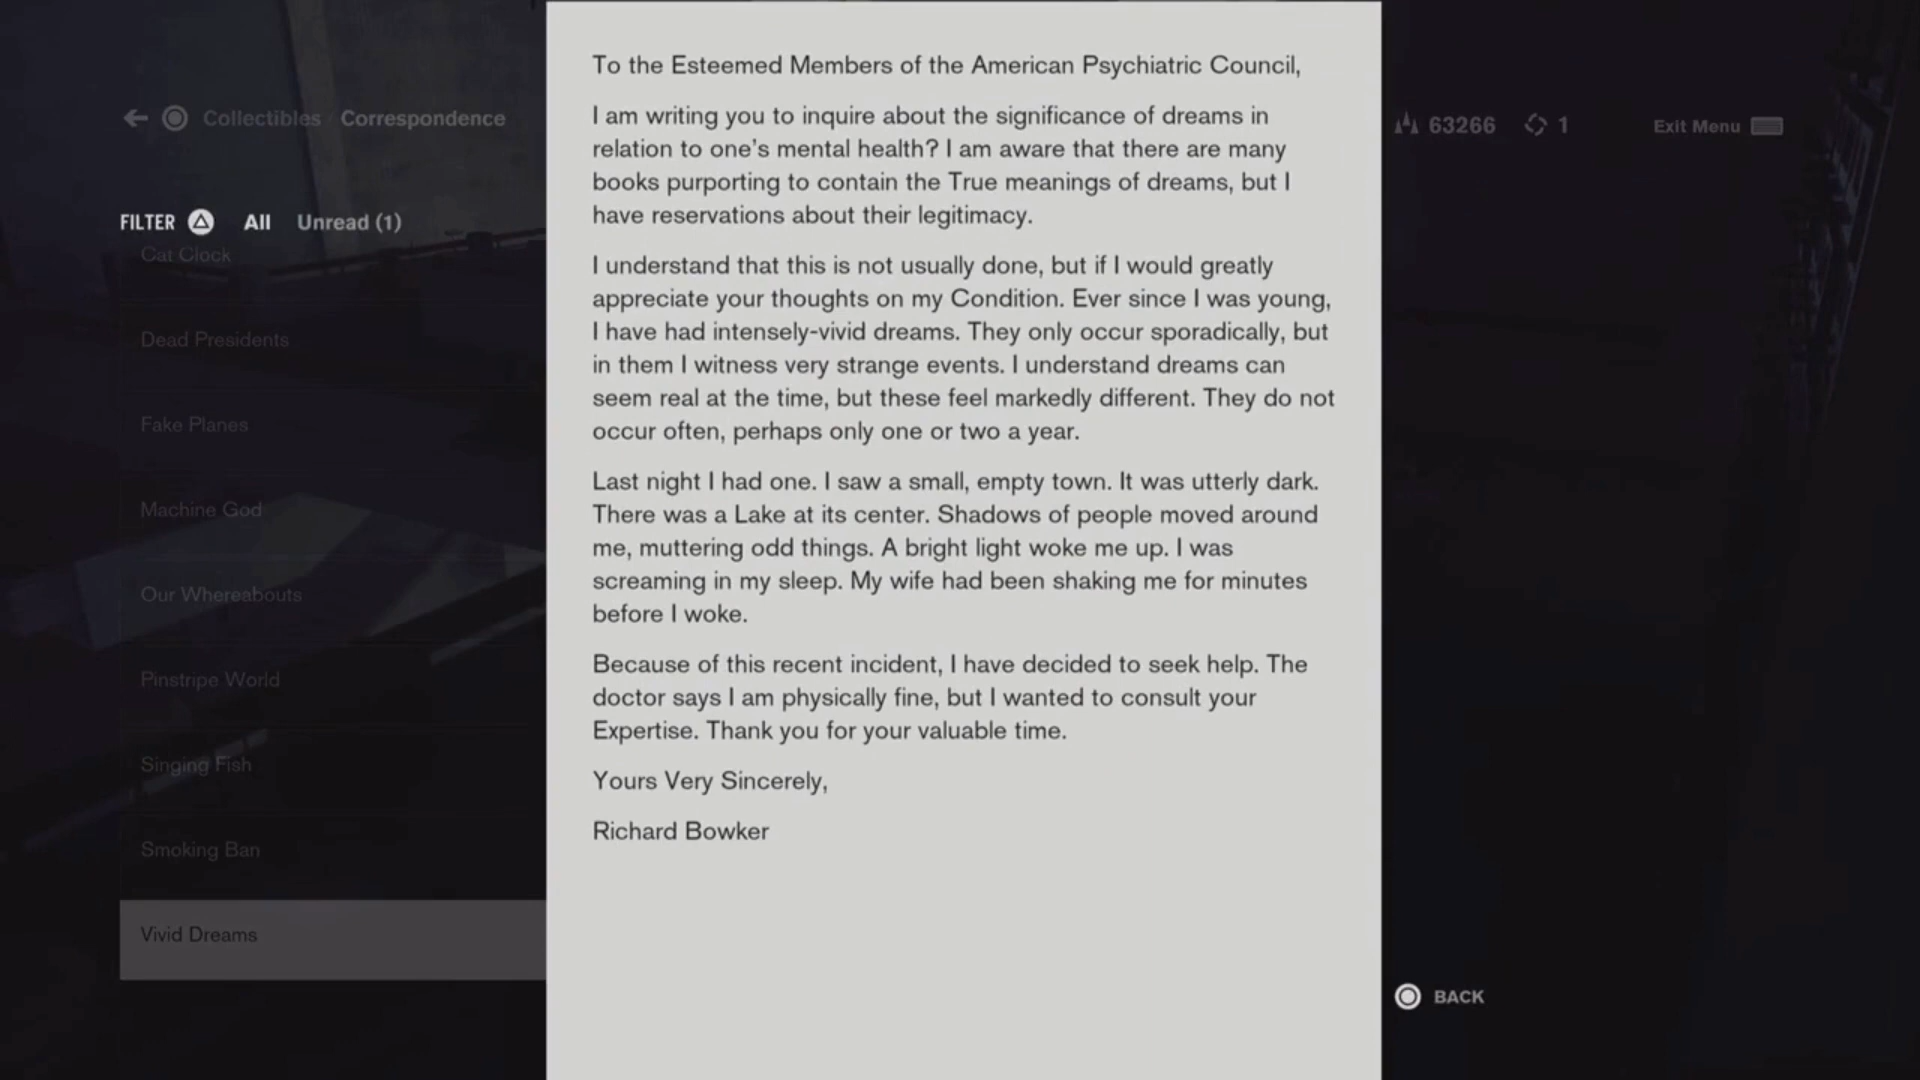 To the Esteemed Members of the American Psychiatric Council,
I am writing you to inquire about the significance of dreams in
relation to one's mental health? I am aware that there are many
books purporting to contain the True meanings of dreams, but I
have reservations about their legitimacy.
I understand that this is not usually done, but if I would greatly
appreciate your thoughts on my Condition. Ever since I was young,
I have had intensely-vivid dreams. They only occur sporadically, but
in them I witness very strange events. I understand dreams can
seem real at the time, but these feel markedly different. They do not
occur often, perhaps only one or two a year.
Last night I had one. I saw a small, empty town. It was utterly dark.
There was a Lake at its center. Shadows of people moved around
me, muttering odd things. A bright light woke me up. I was
screaming in my sleep. My wife had been shaking me for minutes
before I woke.
Because of this recent incident, I have decided to seek help. The
doctor says I am physically fine, but I wanted to consult your
Expertise. Thank you for your valuable time.
Yours Very Sincerely,
Richard Bowker
Collectibles Correspondence
63266 1 Exit Menu
FILTER All Unread (1)
Cat Clock
Dead Presidents
Fake Planes
Machine God
Our Whereabouts
Pinstripe World
Singing Fish
Smoking Ban
Vivid Dreams
BACK